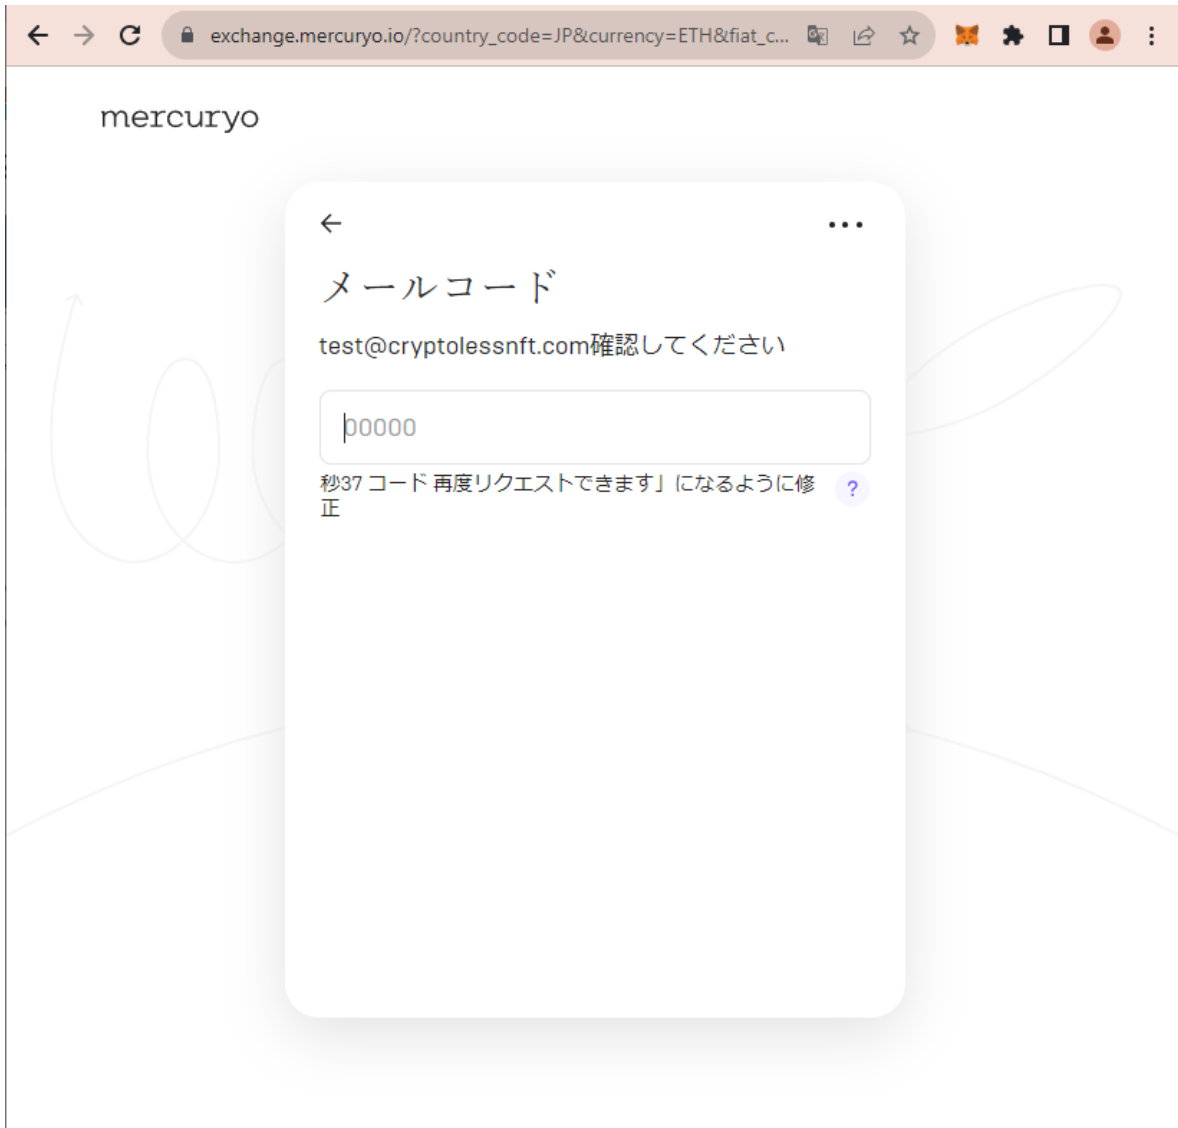 exchange.mercuryo.io/?country_code=JP&currency=ETH&fiat_c...
mercuryo
メールコード
test@cryptolessnft.com確認してください
00000
秒37 コード 再度リクエストできます」になるように修
正
?